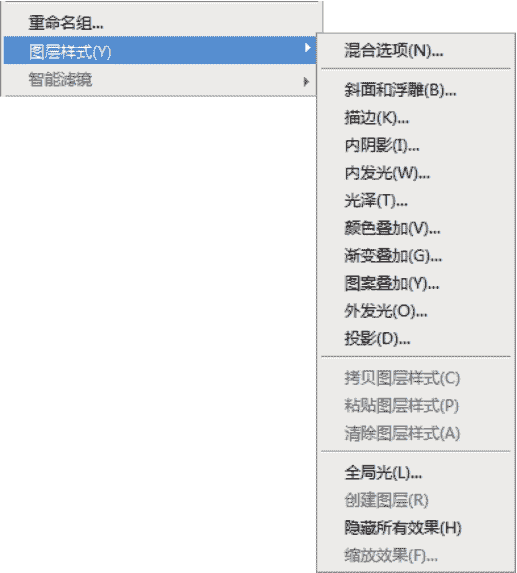 重命名组...
图层样式(Y)
智能滤镜
混合选项(N)...
斜面和浮雕(B)...
描边(K)...
内阴影(I)...
内发光(W)...
光泽(T)...
颜色叠加(V)...
渐变叠加(G)...
图案叠加(Y)...
外发光(O)...
投影(D)...
拷贝图层样式(C)
粘贴图层样式(P)
清除图层样式(A)
全局光(L)...
创建图层(R)
隐藏所有效果(H)
缩放效果(F)...